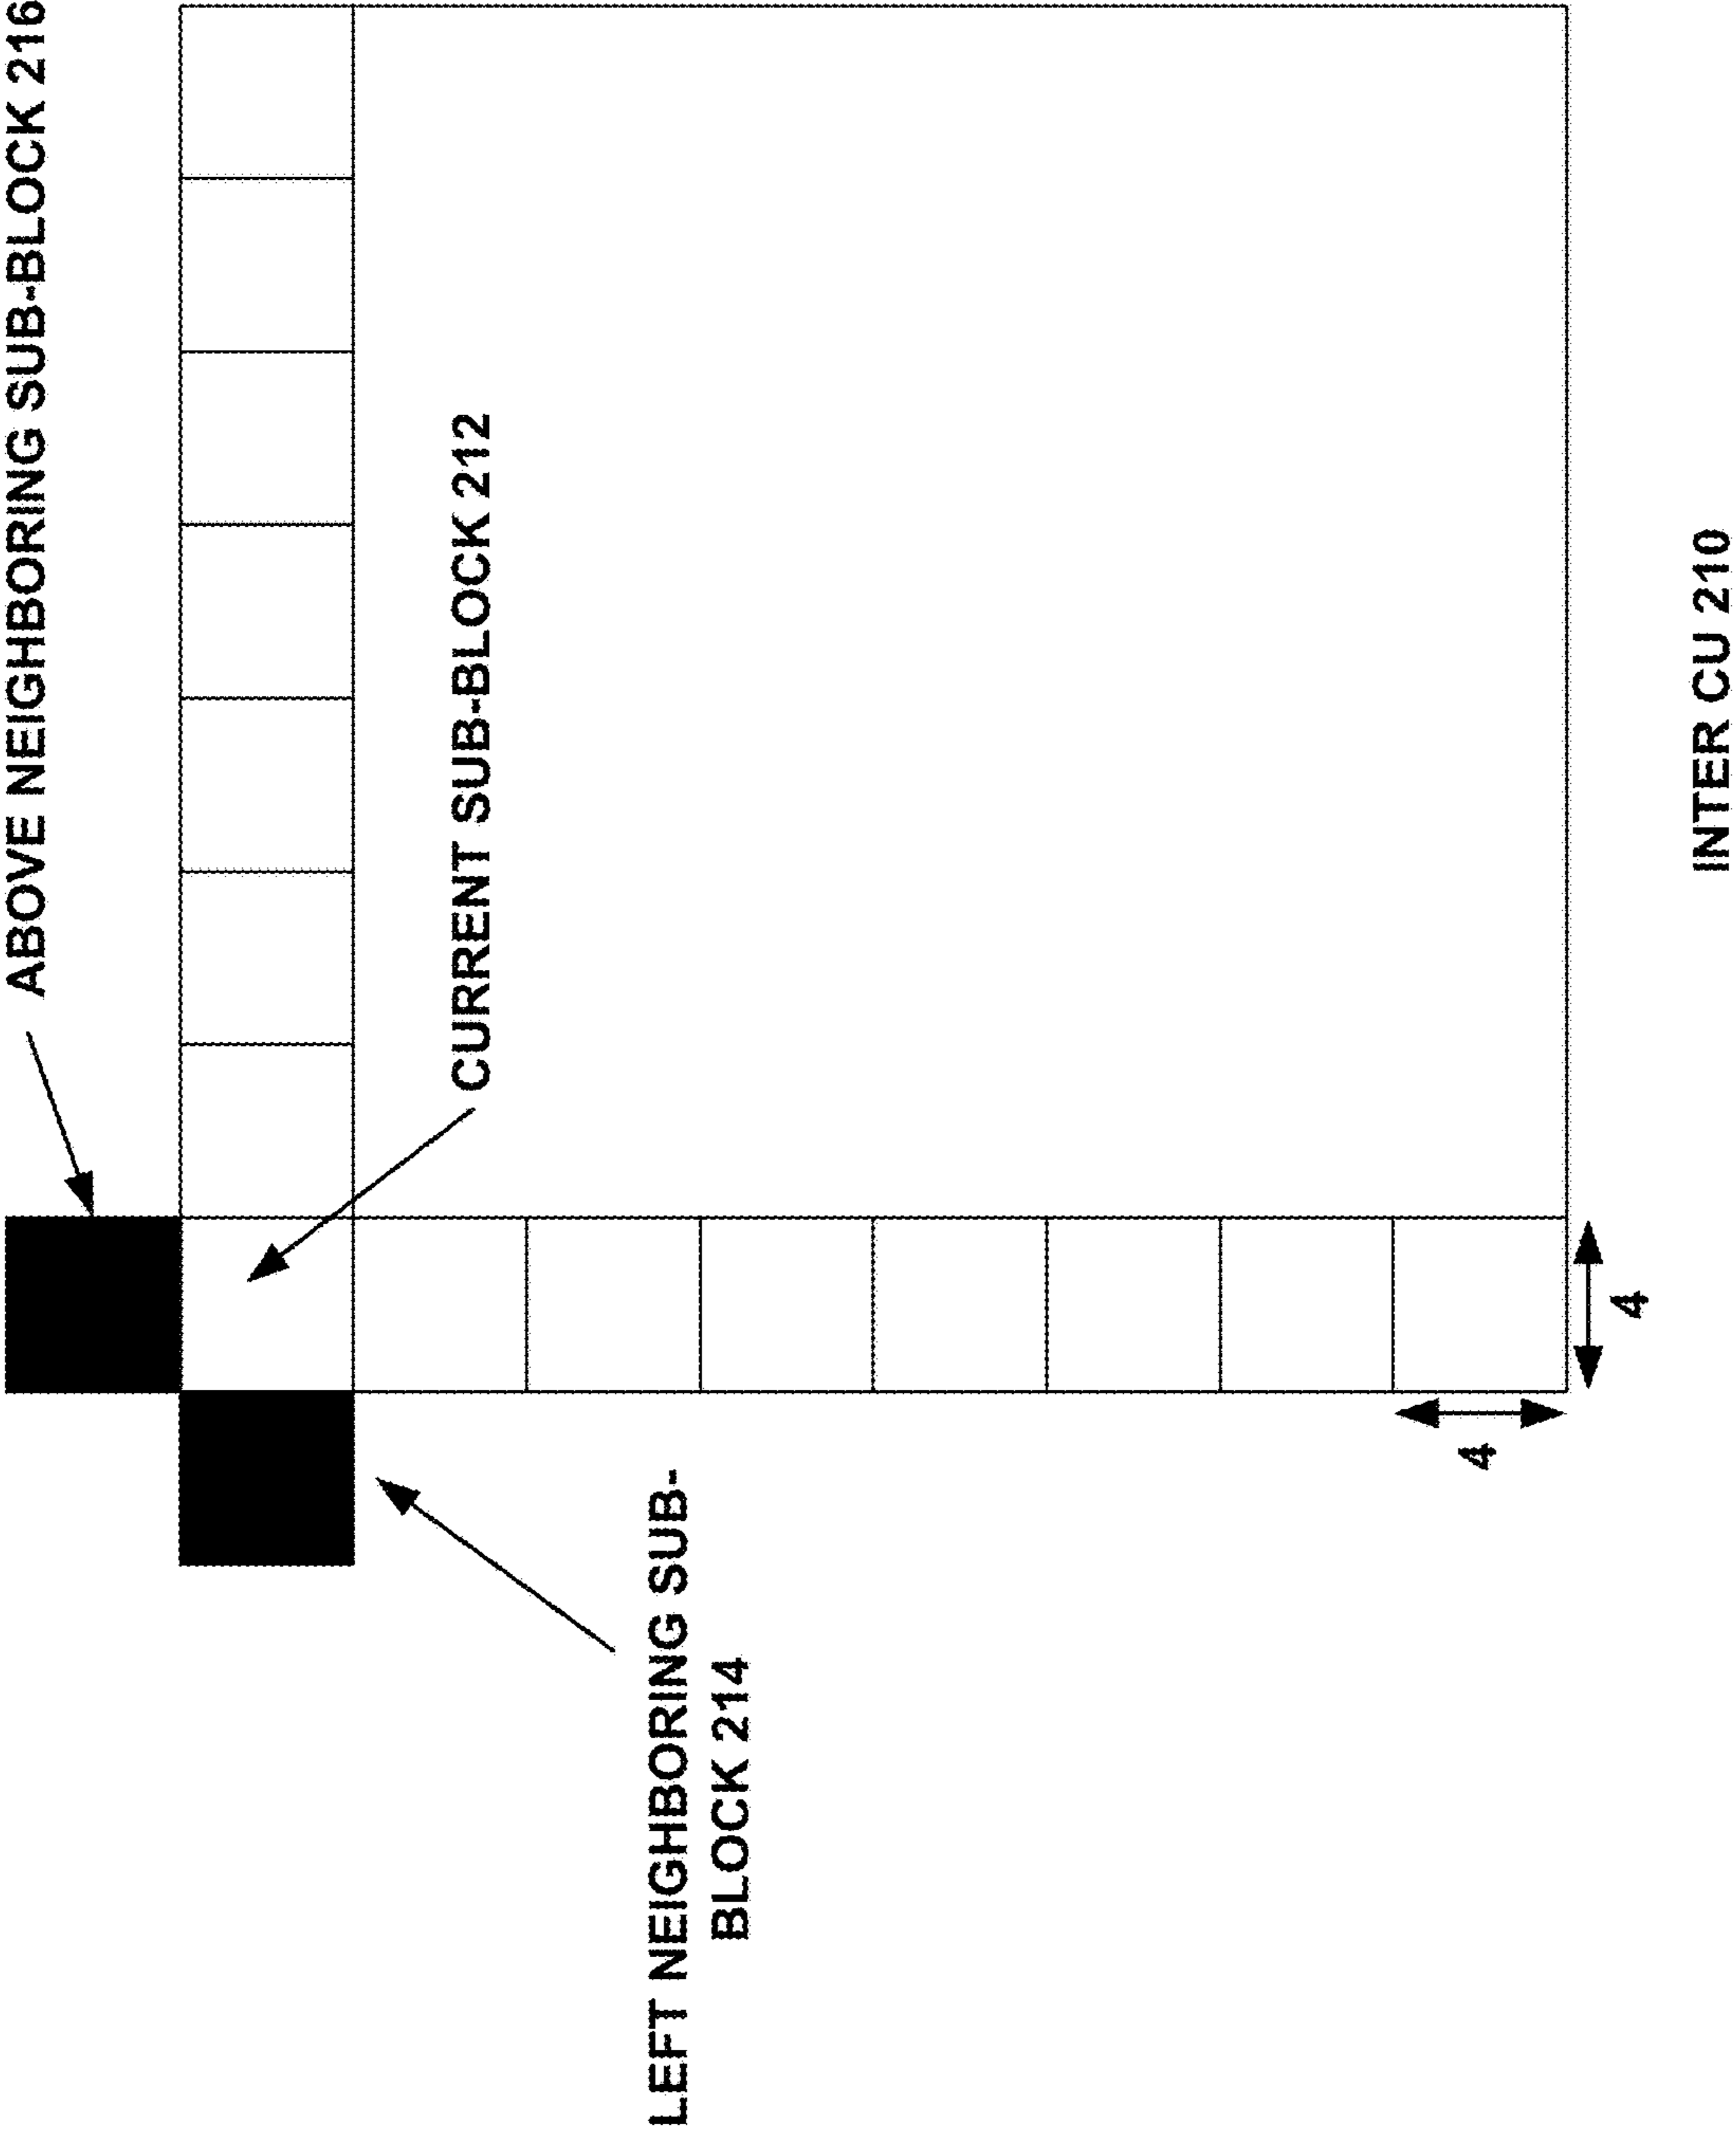 ABOVE NEIGHBORING SUB-BLOCK 216
CURRENT SUB-BLOCK 212
LEFT NEIGHBORING SUB-
BLOCK 214
4
4
INTER CU 210